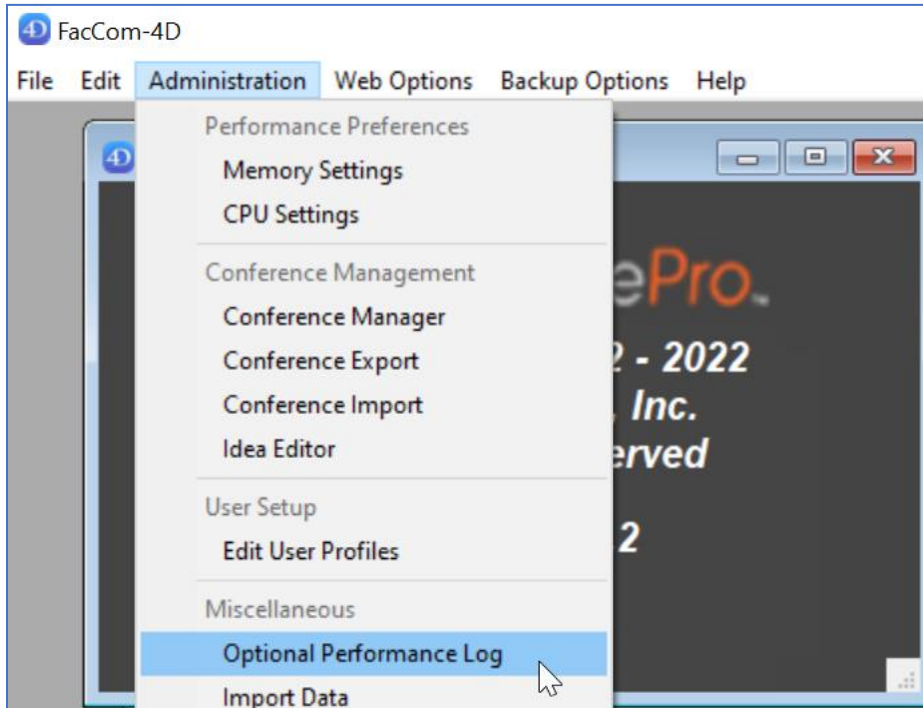 FacCom-4D
File Edit Administration Web Options Backup Options Help
Performance Preferences
Memory Settings
CPU Settings
Conference Management
Conference Manager
Conference Export
Conference Import
Idea Editor
User Setup
Edit User Profiles
Miscellaneous
Optional Performance Log
Import Data
ePro™
2 - 2022
, Inc.
erved
.2